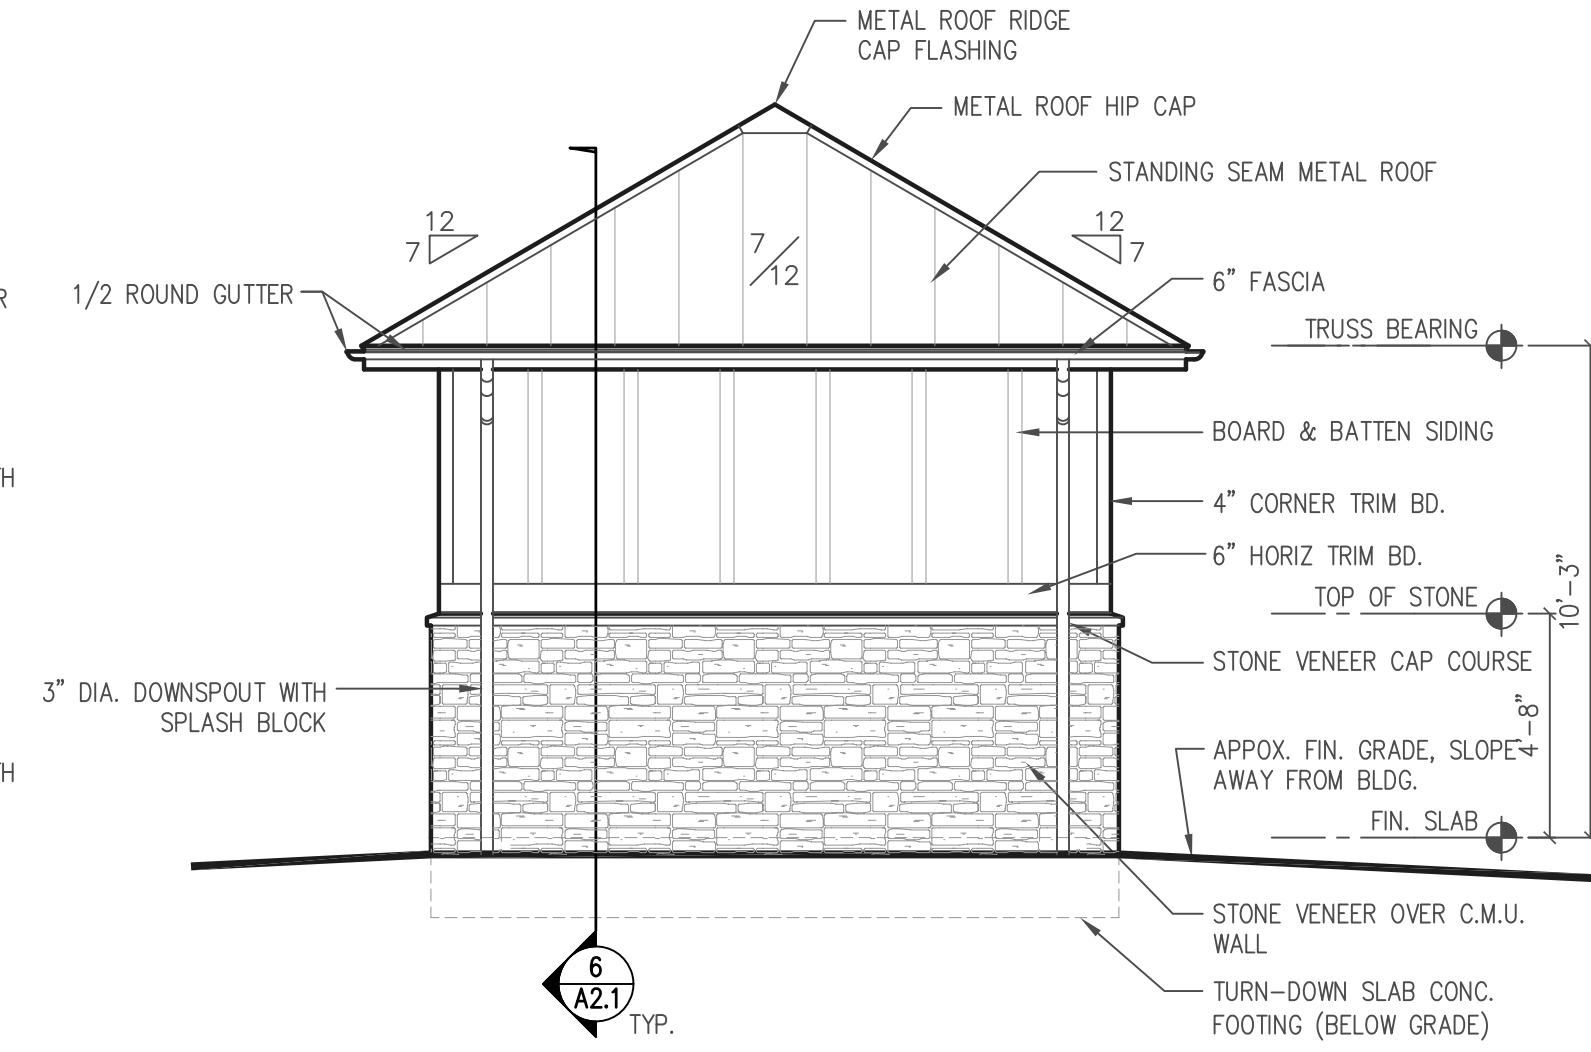 METAL ROOF RIDGE
CAP FLASHING
METAL ROOF HIP CAP
STANDING SEAM METAL ROOF
12
7
12
7
7
12
R
1/2 ROUND GUTTER
6" FASCIA
TRUSS BEARING
TH
BOARD & BATTEN SIDING
4" CORNER TRIM BD.
6" HORIZ TRIM BD.
10'-3"
TOP OF STONE
STONE VENEER CAP COURSE
3" DIA. DOWNSPOUT WITH
SPLASH BLOCK
4'-8"
TH
APPOX. FIN. GRADE, SLOPE
AWAY FROM BLDG.
FIN. SLAB
STONE VENEER OVER C.M.U.
WALL
6
A2.1
TYP.
TURN-DOWN SLAB CONC.
FOOTING (BELOW GRADE)